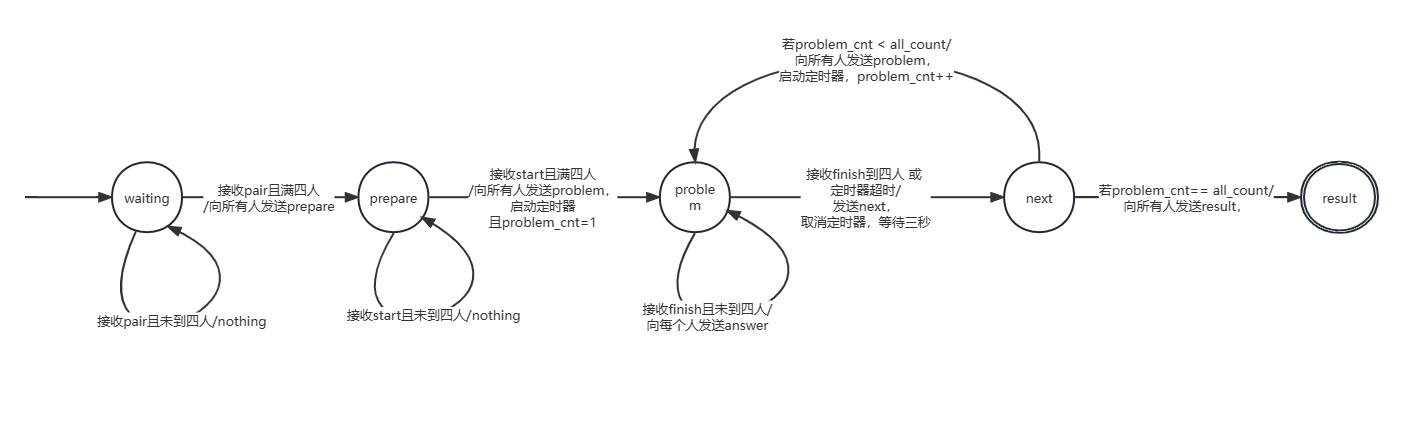 若problem_cnt < all_count/
向所有人发送problem，
启动定时器，problem_cnt++
waiting
接收pair且满四人
/向所有人发送prepare
prepare
接收start且满四人
/向所有人发送problem，
启动定时器
且problem_cnt=1
proble
m
接收finish到四人 或
定时器超时/
发送next，
取消定时器，等待三秒
next
若problem_cnt== all_count/
向所有人发送result，
result
接收pair且未到四人/nothing
接收start且未到四人/nothing
接收finish且未到四人/
向每个人发送answer